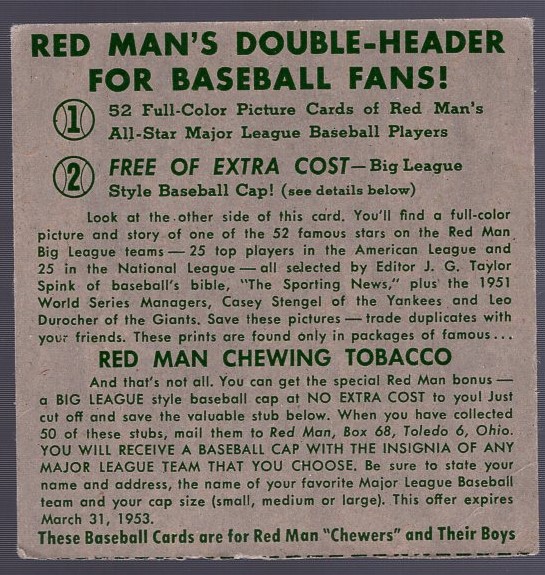 RED MAN'S DOUBLE-HEADER
FOR BASEBALL FANS!
1 52 Full-Color Picture Cards of Red Man's
All-Star Major League Baseball Players
2 FREE OF EXTRA COST—Big League
Style Baseball Cap! (see details below)
Look at the other side of this card. You'll find a full-color
picture and story of one of the 52 famous stars on the Red Man
Big League teams — 25 top players in the American League and
25 in the National League — all selected by Editor J. G. Taylor
Spink of baseball's bible, "The Sporting News," plus the 1951
World Series Managers, Casey Stengel of the Yankees and Leo
Durocher of the Giants. Save these pictures — trade duplicates with
your friends. These prints are found only in packages of famous...
RED MAN CHEWING TOBACCO
And that's not all. You can get the special Red Man bonus —
a BIG LEAGUE style baseball cap at NO EXTRA COST to you! Just
cut off and save the valuable stub below. When you have collected
50 of these stubs, mail them to Red Man, Box 68, Toledo 6, Ohio.
YOU WILL RECEIVE A BASEBALL CAP WITH THE INSIGNIA OF ANY
MAJOR LEAGUE TEAM THAT YOU CHOOSE. Be sure to state your
name and address, the name of your favorite Major League Baseball
team and your cap size (small, medium or large). This offer expires
March 31, 1953.
These Baseball Cards are for Red Man "Chewers" and Their Boys